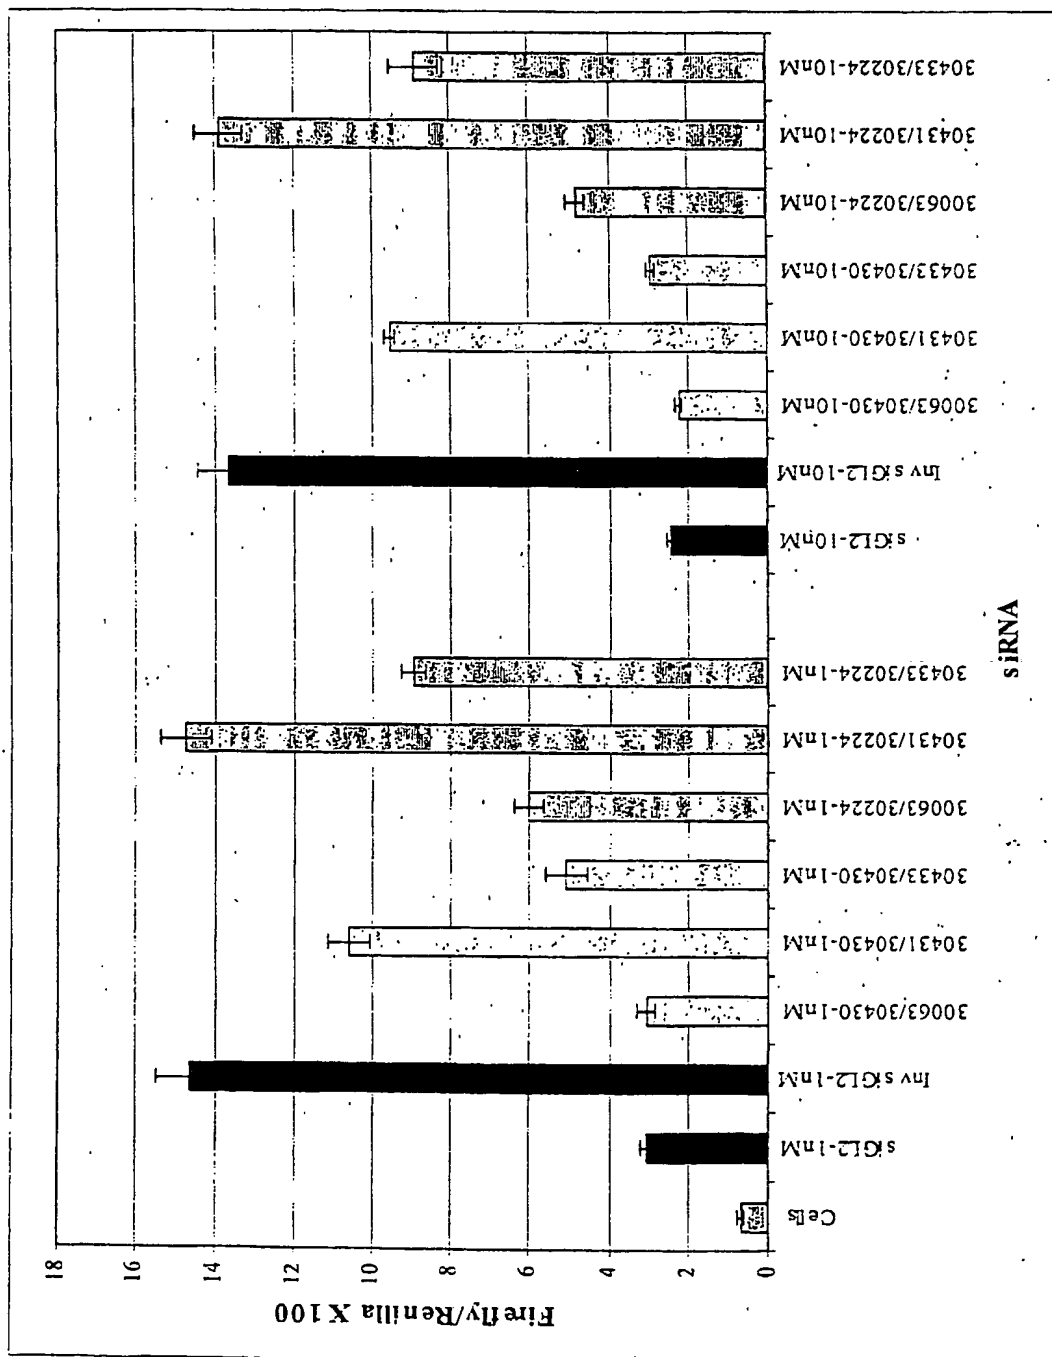 Firefly/Renilla X 100
18
16
14
12
10
8
6
4
2
0
Cells
siGL2-1nM
Inv siGL2-1nM
30063/30430-1nM
30431/30430-1nM
30433/30430-1nM
30063/30224-1nM
30431/30224-1nM
30433/30224-1nM
siGL2-10nM
Inv siGL2-10nM
30063/30430-10nM
30431/30430-10nM
30433/30430-10nM
30063/30224-10nM
30431/30224-10nM
30433/30224-10nM
siRNA